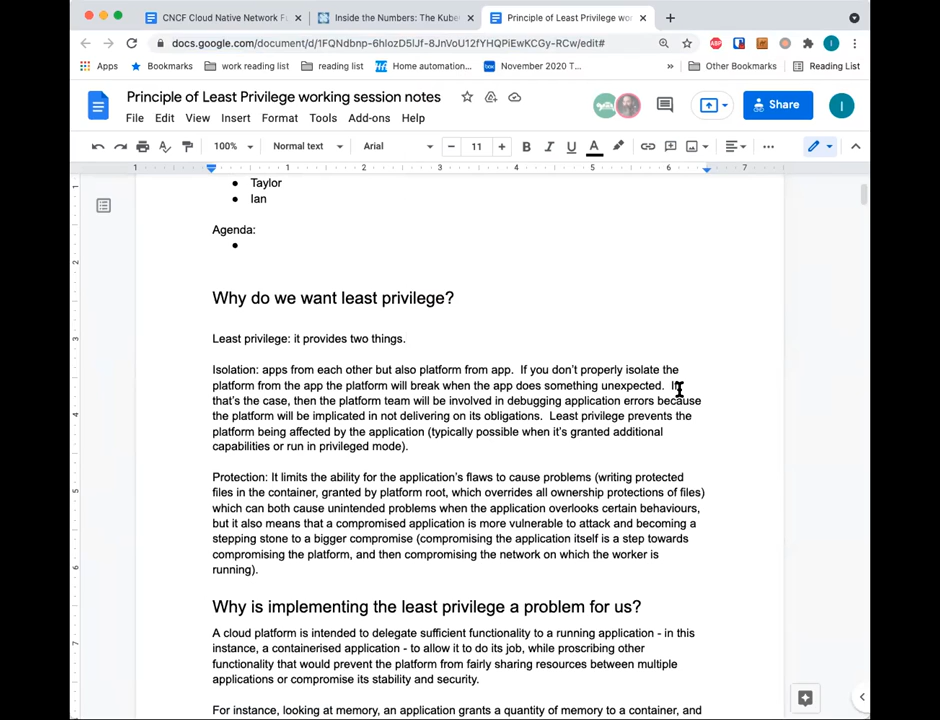 CNCF Cloud Native Network F
Inside the Numbers: The Kube
Principle of Least Privilege wor
docs.google.com/document/d/1FQNdbnp-6hIozD5lJf-8JnVoU12fYHQPiEwKCGy-RCw/edit#
Apps
Bookmarks
work reading list
reading list
Home automation...
November 2020 T...
»
Other Bookmarks
Reading List
Principle of Least Privilege working session notes
Share
File Edit View Insert Format Tools Add-ons Help
100% Normal text Arial 11 B I U A
1 1 2 3 4 5 6 7
• Taylor
• Ian
Agenda:
•
Why do we want least privilege?
Least privilege: it provides two things.
Isolation: apps from each other but also platform from app. If you don't properly isolate the
platform from the app the platform will break when the app does something unexpected. If
that's the case, then the platform team will be involved in debugging application errors because
the platform will be implicated in not delivering on its obligations. Least privilege prevents the
platform being affected by the application (typically possible when it's granted additional
capabilities or run in privileged mode).
Protection: It limits the ability for the application's flaws to cause problems (writing protected
files in the container, granted by platform root, which overrides all ownership protections of files)
which can both cause unintended problems when the application overlooks certain behaviours,
but it also means that a compromised application is more vulnerable to attack and becoming a
stepping stone to a bigger compromise (compromising the application itself is a step towards
compromising the platform, and then compromising the network on which the worker is
running).
Why is implementing the least privilege a problem for us?
A cloud platform is intended to delegate sufficient functionality to a running application - in this
instance, a containerised application - to allow it to do its job, while proscribing other
functionality that would prevent the platform from fairly sharing resources between multiple
applications or compromise its stability and security.
For instance, looking at memory, an application grants a quantity of memory to a container, and